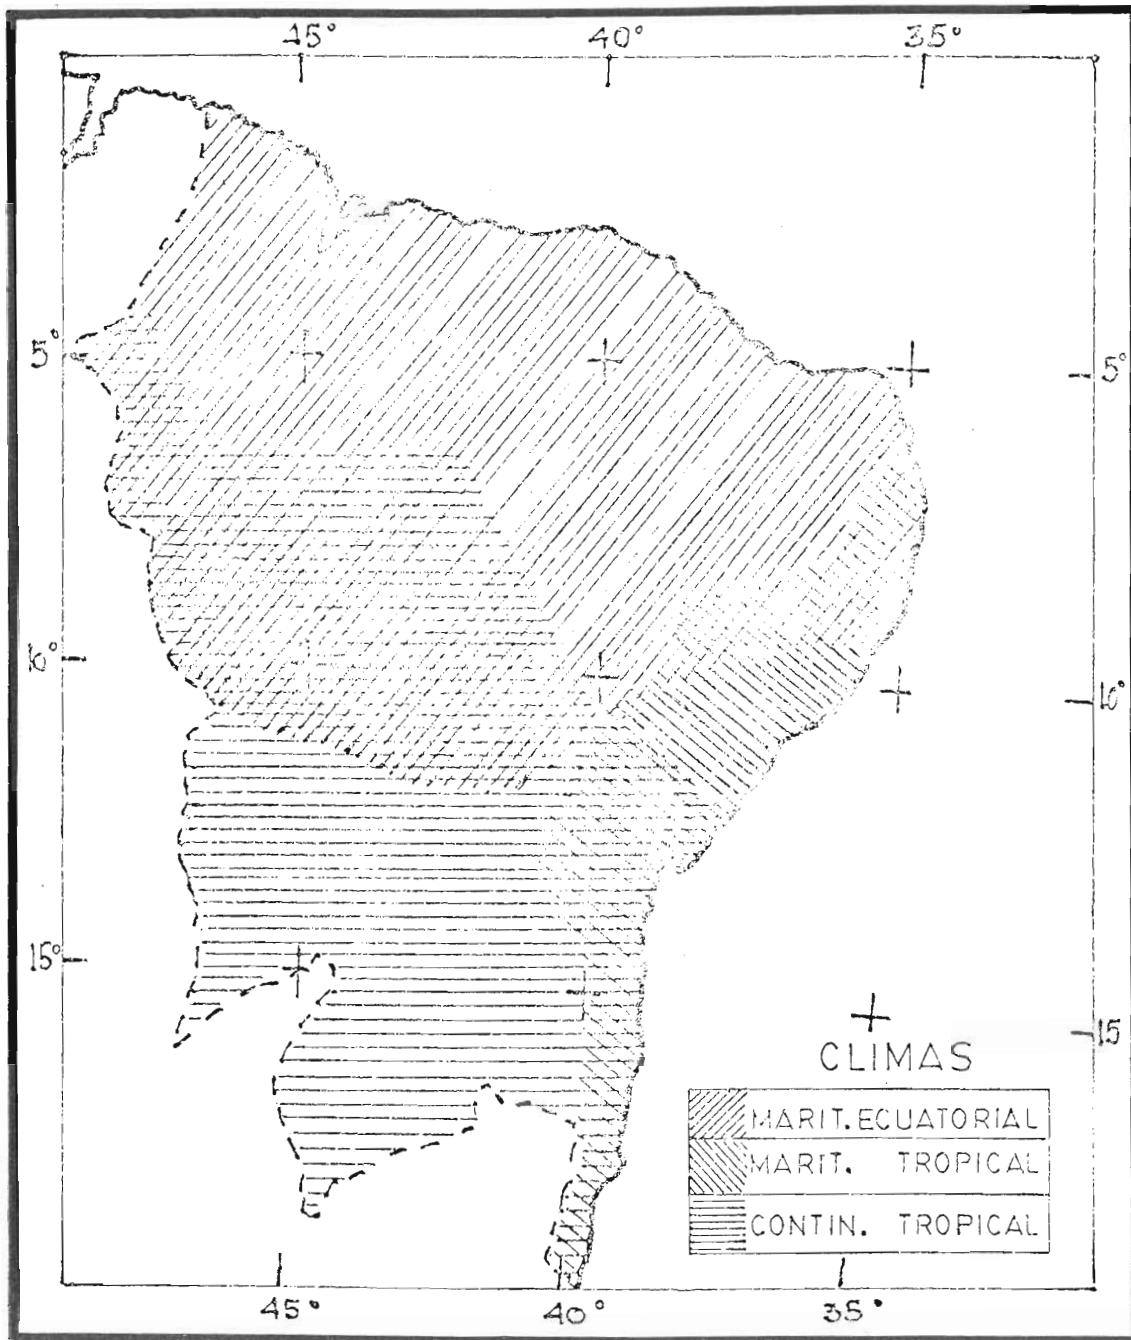 45° 40° 35°
5° 5°
10° 10°
15° 15
CLIMAS
MARIT. ECUATORIAL
MARIT. TROPICAL
CONTIN. TROPICAL
45° 40° 35°